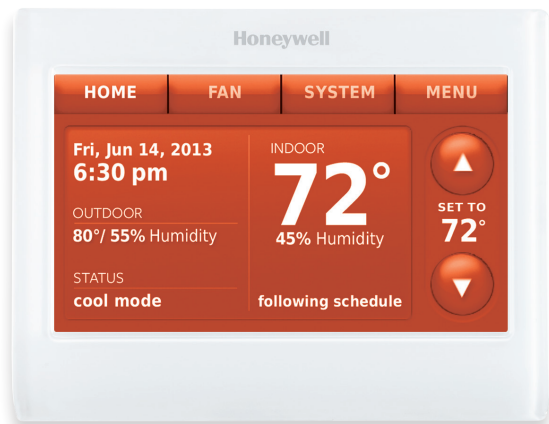 Honeywell
HOME FAN SYSTEM MENU
Fri, Jun 14, 2013
6:30 pm
OUTDOOR
80°/ 55% Humidity
STATUS
cool mode
INDOOR
72°
45% Humidity
following schedule
SET TO
72°